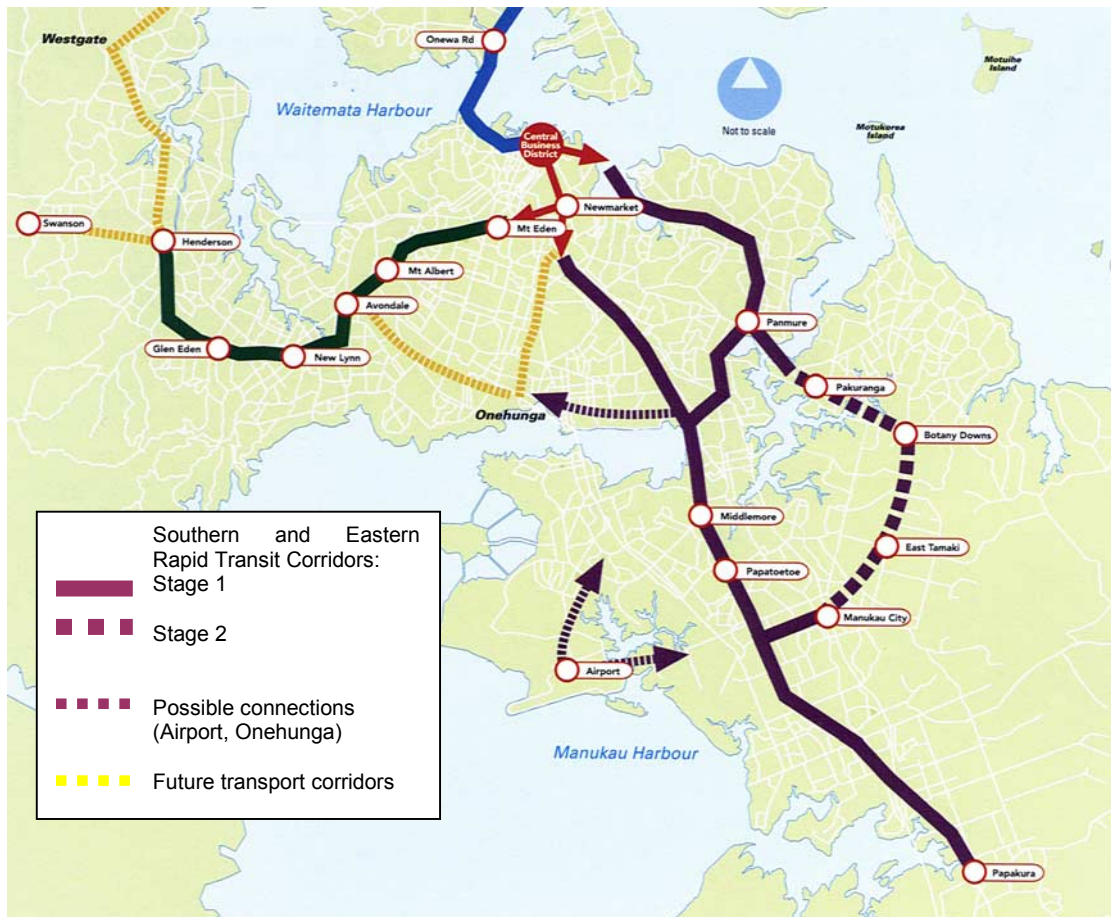 Westgate
Onewa Rd
Motuihe
Island
Waitemata Harbour
Not to scale
Motukorea
Island
Central
Business
District
Newmarket
Swanson
Mt Eden
Henderson
Mt Albert
Avondale
Panmure
Glen Eden
New Lynn
Pakuranga
Onehunga
Botany Downs
Middlemore
East Tamaki
Papatoetoe
Manukau City
Airport
Manukau Harbour
Papakura
Southern and Eastern
Rapid Transit Corridors:
Stage 1
Stage 2
Possible connections
(Airport, Onehunga)
Future transport corridors